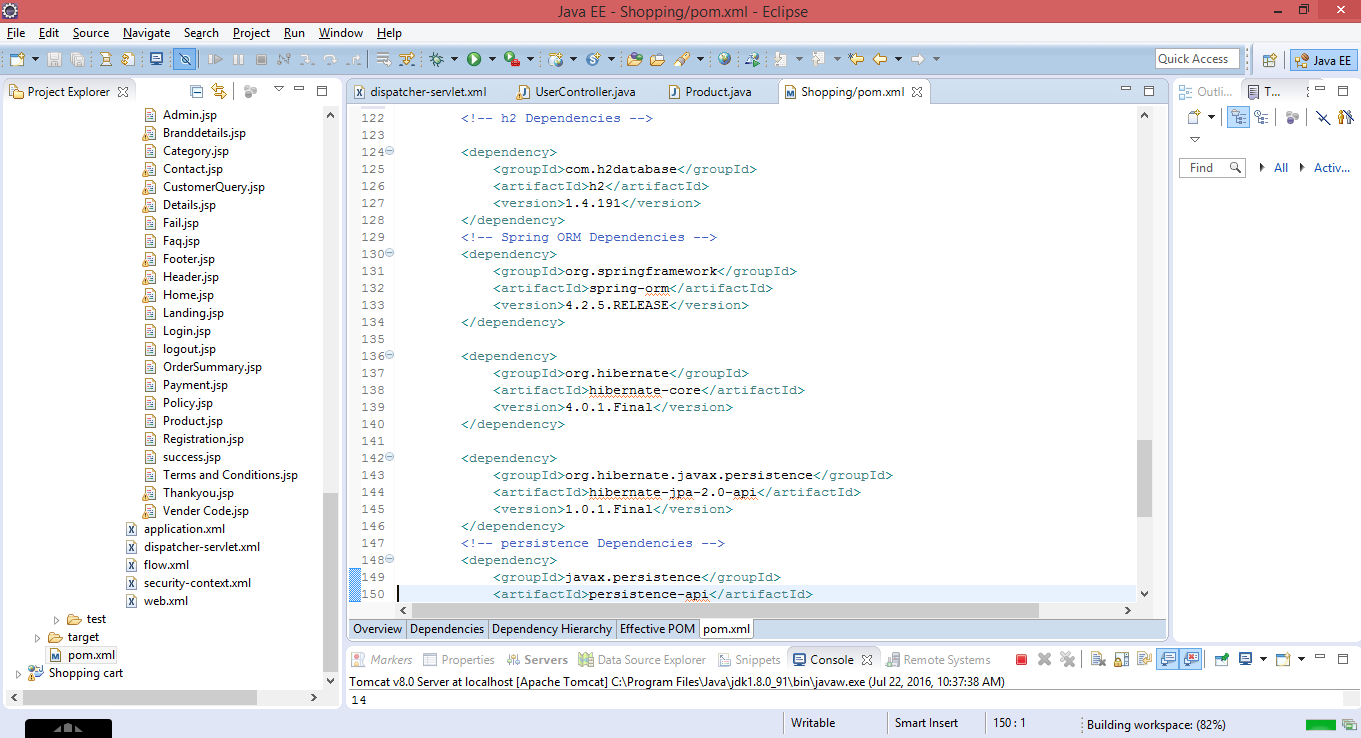 Java EE - Shopping/pom.xml - Eclipse
File Edit Source Navigate Search Project Run Window Help
Quick Access
Java EE
Project Explorer
Admin.jsp
Branddetails.jsp
Category.jsp
Contact.jsp
CustomerQuery.jsp
Details.jsp
Fail.jsp
Faq.jsp
Footer.jsp
Header.jsp
Home.jsp
Landing.jsp
Login.jsp
logout.jsp
OrderSummary.jsp
Payment.jsp
Policy.jsp
Product.jsp
Registration.jsp
success.jsp
Terms and Conditions.jsp
Thankyou.jsp
Vender Code.jsp
application.xml
dispatcher-servlet.xml
flow.xml
security-context.xml
web.xml
test
target
pom.xml
Shopping cart
dispatcher-servlet.xml UserController.java Product.java Shopping/pom.xml
122 <!-- h2 Dependencies -->
123
124 <dependency>
125 <groupId>com.h2database</groupId>
126 <artifactId>h2</artifactId>
127 <version>1.4.191</version>
128 </dependency>
129 <!-- Spring ORM Dependencies -->
130 <dependency>
131 <groupId>org.springframework</groupId>
132 <artifactId>spring-orm</artifactId>
133 <version>4.2.5.RELEASE</version>
134 </dependency>
135
136 <dependency>
137 <groupId>org.hibernate</groupId>
138 <artifactId>hibernate-core</artifactId>
139 <version>4.0.1.Final</version>
140 </dependency>
141
142 <dependency>
143 <groupId>org.hibernate.javax.persistence</groupId>
144 <artifactId>hibernate-jpa-2.0-api</artifactId>
145 <version>1.0.1.Final</version>
146 </dependency>
147 <!-- persistence Dependencies -->
148 <dependency>
149 <groupId>javax.persistence</groupId>
150 <artifactId>persistence-api</artifactId>
Overview Dependencies Dependency Hierarchy Effective POM pom.xml
Outli... T...
Find All Activ...
Markers Properties Servers Data Source Explorer Snippets Console Remote Systems
Tomcat v8.0 Server at localhost [Apache Tomcat] C:\Program Files\Java\jdk1.8.0_91\bin\javaw.exe (Jul 22, 2016, 10:37:38 AM)
14
Writable Smart Insert 150 : 1 Building workspace: (82%)